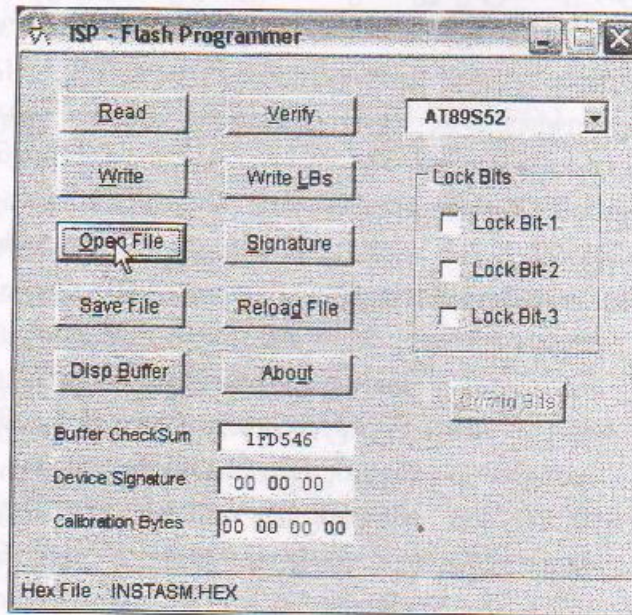 ISP - Flash Programmer
Read Verify AT89S52
Write Write LBs Lock Bits
Open File Signature Lock Bit-1
Lock Bit-2
Save File Reload File Lock Bit-3
Disp Buffer About
Config Bits
Buffer CheckSum 1FD546
Device Signature 00 00 00
Calibration Bytes 00 00 00 00
Hex File : INSTASM.HEX